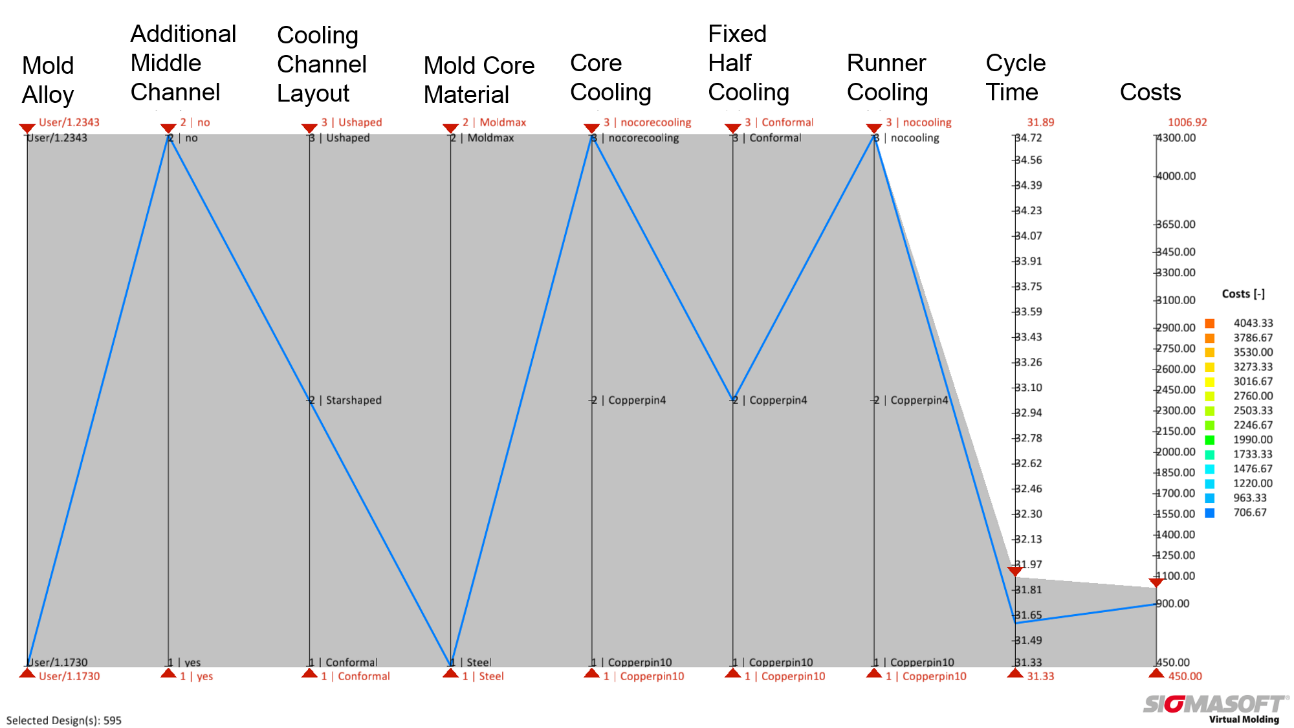 Mold
Alloy
Additional
Middle
Channel
Cooling
Channel
Layout
Mold Core
Material
Core
Cooling
Fixed
Half
Cooling
Runner
Cooling
Cycle
Time
Costs
User/1.2343
2 | no
3 | Ushaped
2 | Moldmax
3 | nocorecooling
3 | Conformal
3 | nocooling
31.89
1006.92
User/1.2343
2 | no
3 | Ushaped
2 | Moldmax
3 | nocorecooling
3 | Conformal
3 | nocooling
2 | Starshaped
2 | Copperpin4
2 | Copperpin4
2 | Copperpin4
User/1.1730
1 | yes
1 | Conformal
1 | Steel
1 | Copperpin10
1 | Copperpin10
1 | Copperpin10
34.72
34.56
34.39
34.23
34.07
33.91
33.75
33.59
33.43
33.26
33.10
32.94
32.78
32.62
32.46
32.30
32.13
31.97
31.81
31.65
31.49
31.33
4300.00
4000.00
3650.00
3450.00
3300.00
3100.00
2900.00
2750.00
2600.00
2450.00
2300.00
2150.00
2000.00
1850.00
1700.00
1550.00
1400.00
1250.00
1100.00
900.00
450.00
User/1.1730
1 | yes
1 | Conformal
1 | Steel
1 | Copperpin10
1 | Copperpin10
1 | Copperpin10
31.33
450.00
Costs [-]
4043.33
3786.67
3530.00
3273.33
3016.67
2760.00
2503.33
2246.67
1990.00
1733.33
1476.67
1220.00
963.33
706.67
Selected Design(s): 595
SIGMASOFT®
Virtual Molding